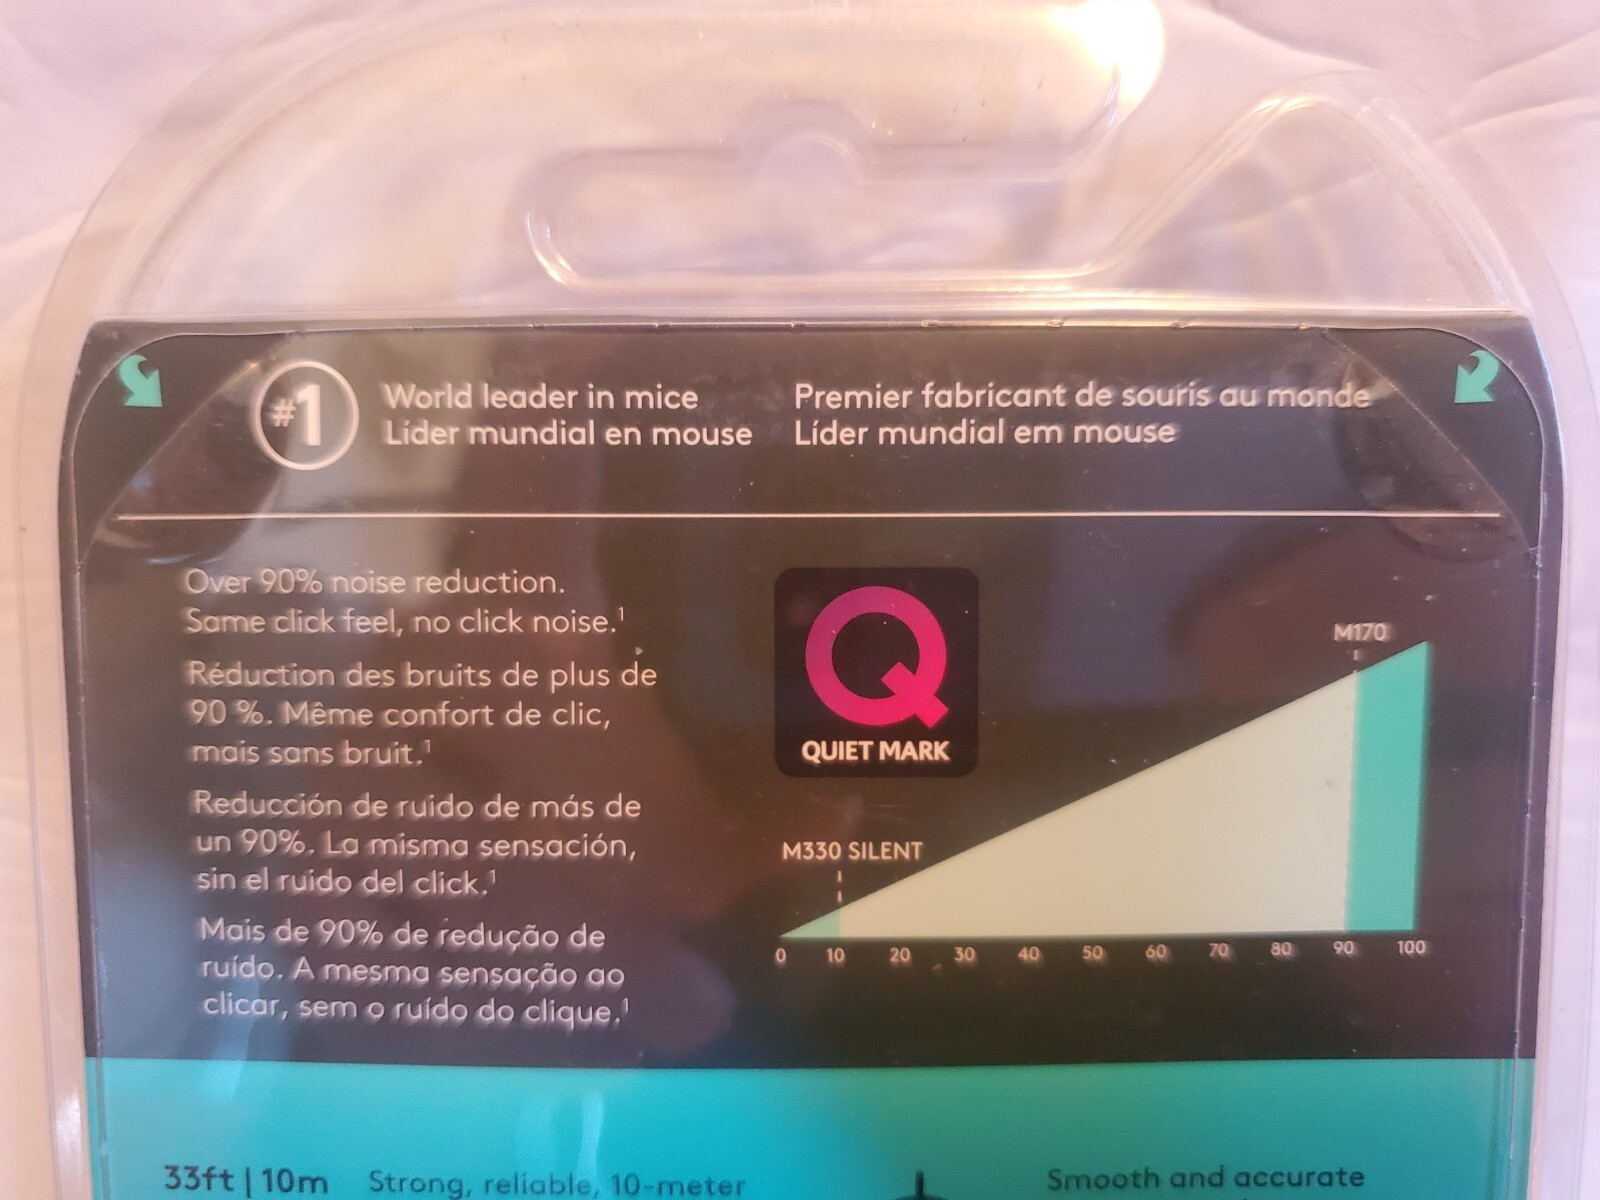 #1
World leader in mice
Líder mundial en mouse
Premier fabricant de souris au monde
Líder mundial em mouse
Over 90% noise reduction.
Same click feel, no click noise.¹
Réduction des bruits de plus de
90 %. Même confort de clic,
mais sans bruit.¹
Reducción de ruido de más de
un 90%. La misma sensación,
sin el ruido del click.¹
Mais de 90% de redução de
ruído. A mesma sensação ao
clicar, sem o ruído do clique.¹
Q
QUIET MARK
M170
M330 SILENT
0 10 20 30 40 50 60 70 80 90 100
33ft | 10m
Strong, reliable, 10-meter
Smooth and accurate